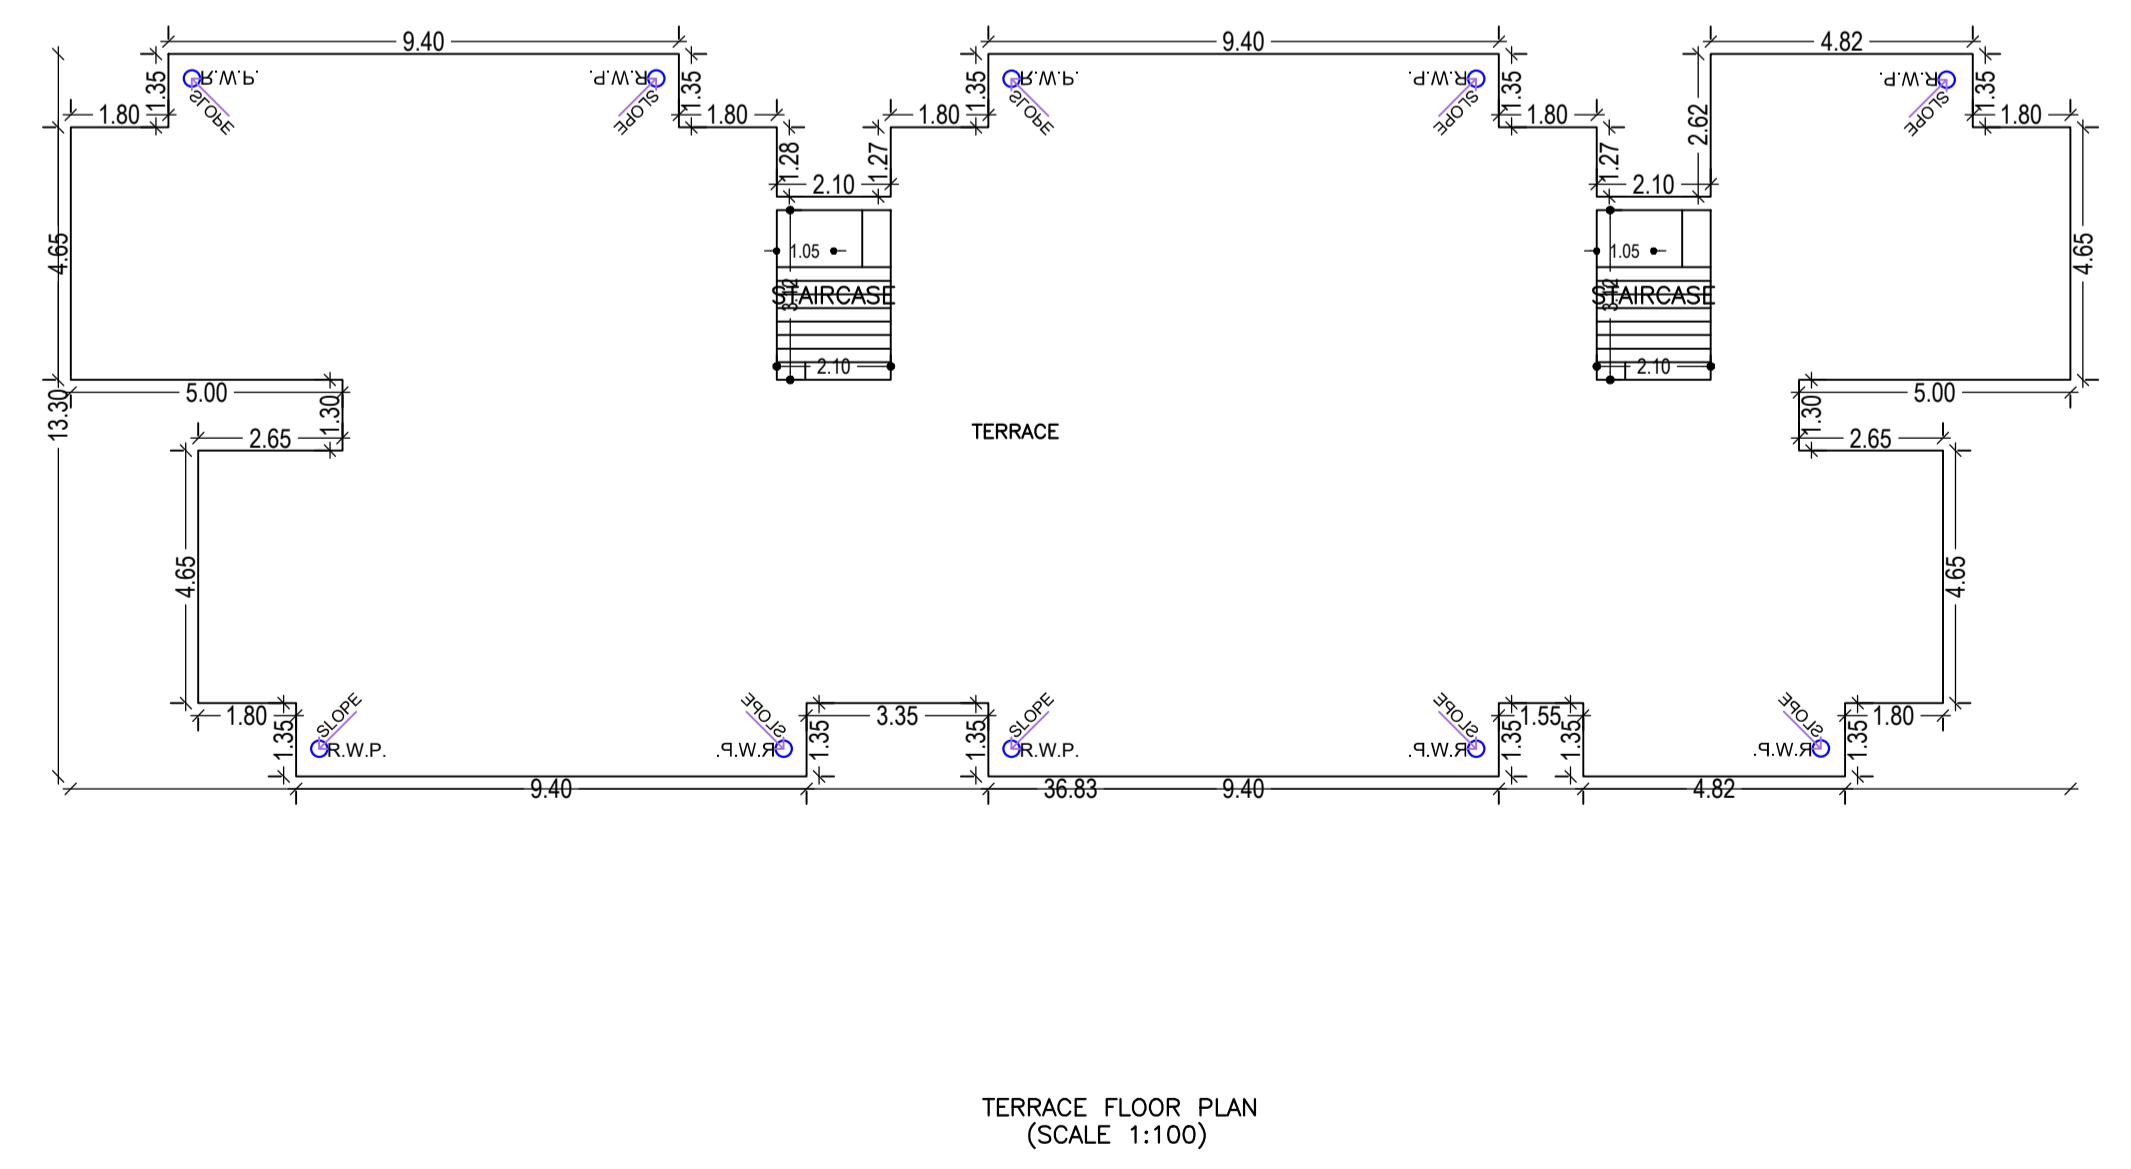 9.40
9.40
4.82
1.35
R.W.P.
SLOPE
R.W.P.
SLOPE
1.35
1.35
R.W.P.
SLOPE
R.W.P.
SLOPE
1.35
2.62
R.W.P.
SLOPE
1.35
1.80
1.80
1.80
1.80
1.80
1.28
1.27
1.27
2.10
2.10
4.65
1.05
1.05
4.65
STAIRCASE
3.12
STAIRCASE
3.12
2.10
2.10
5.00
5.00
13.30
1.30
1.30
2.65
TERRACE
2.65
4.65
4.65
1.80
1.35
SLOPE
R.W.P.
SLOPE
R.W.P.
1.35
3.35
1.35
SLOPE
R.W.P.
SLOPE
R.W.P.
1.35
1.55
1.35
SLOPE
R.W.P.
1.35
1.80
9.40
36.83
9.40
4.82
TERRACE FLOOR PLAN
(SCALE 1:100)